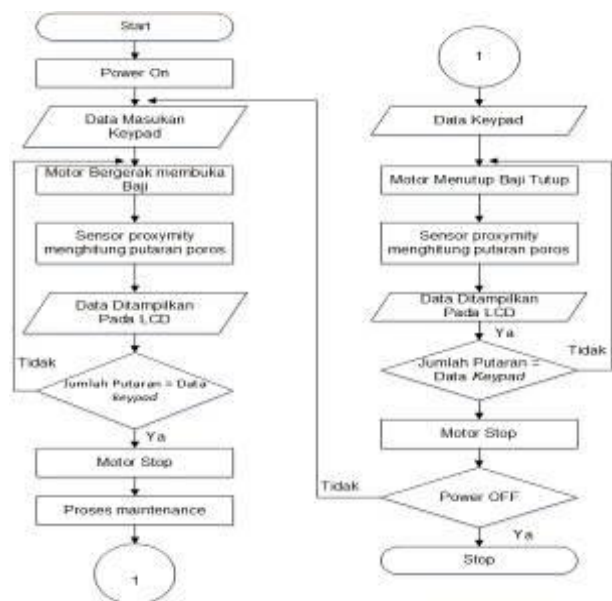 Start
Power On
Data Masukan
Keypad
Motor Bergerak membuka
Baji
Sensor proxymity
menghitung putaran poros
Data Ditampilkan
Pada LCD
Tidak
Jumlah Putaran = Data
keypad
Ya
Motor Stop
Proses maintenance
1
1
Data Keypad
Motor Menutup Baji Tutup
Sensor proxymity
menghitung putaran poros
Data Ditampilkan
Pada LCD
Ya
Jumlah Putaran =
Data Keypad
Tidak
Motor Stop
Tidak
Power OFF
Ya
Stop